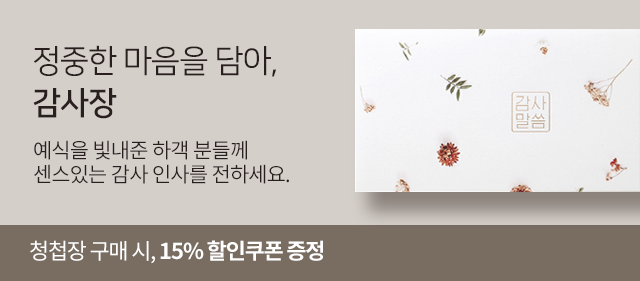 정중한 마음을 담아,
감사장
예식을 빛내준 하객 분들께
센스있는 감사 인사를 전하세요.
감사
말씀
청첩장 구매 시, 15% 할인쿠폰 증정